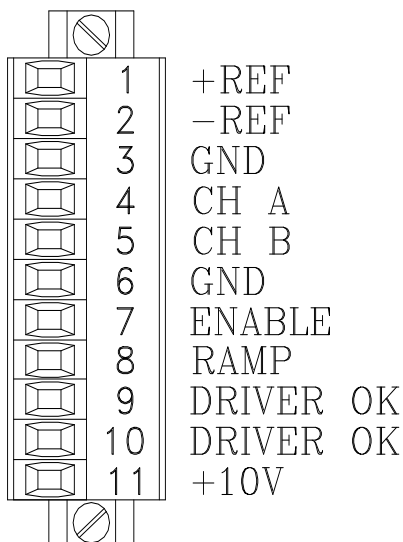 1 +REF
2 -REF
3 GND
4 CH A
5 CH B
6 GND
7 ENABLE
8 RAMP
9 DRIVER OK
10 DRIVER OK
11 +10V